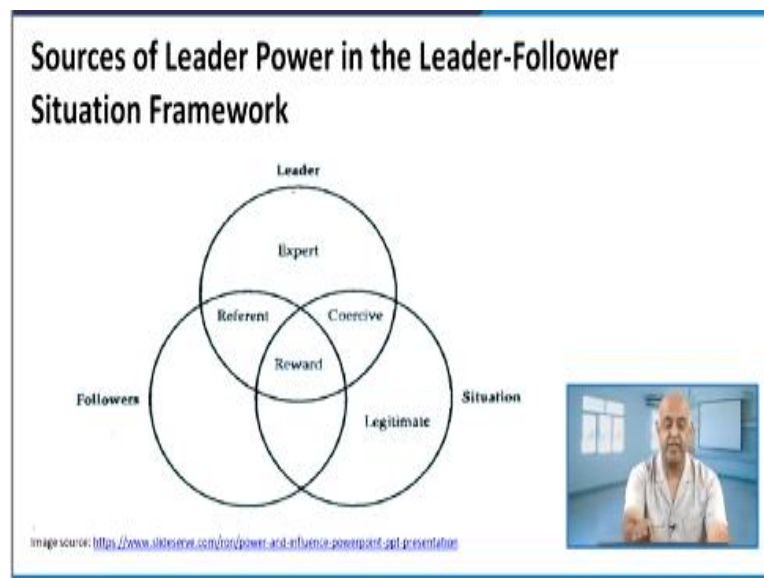 Sources of Leader Power in the Leader-Follower
Situation Framework
Leader
Expert
Referent
Coercive
Reward
Followers
Situation
Legitimate
Image source: https://www.slideserve.com/ron/power-and-influence-powerpoint-ppt-presentation